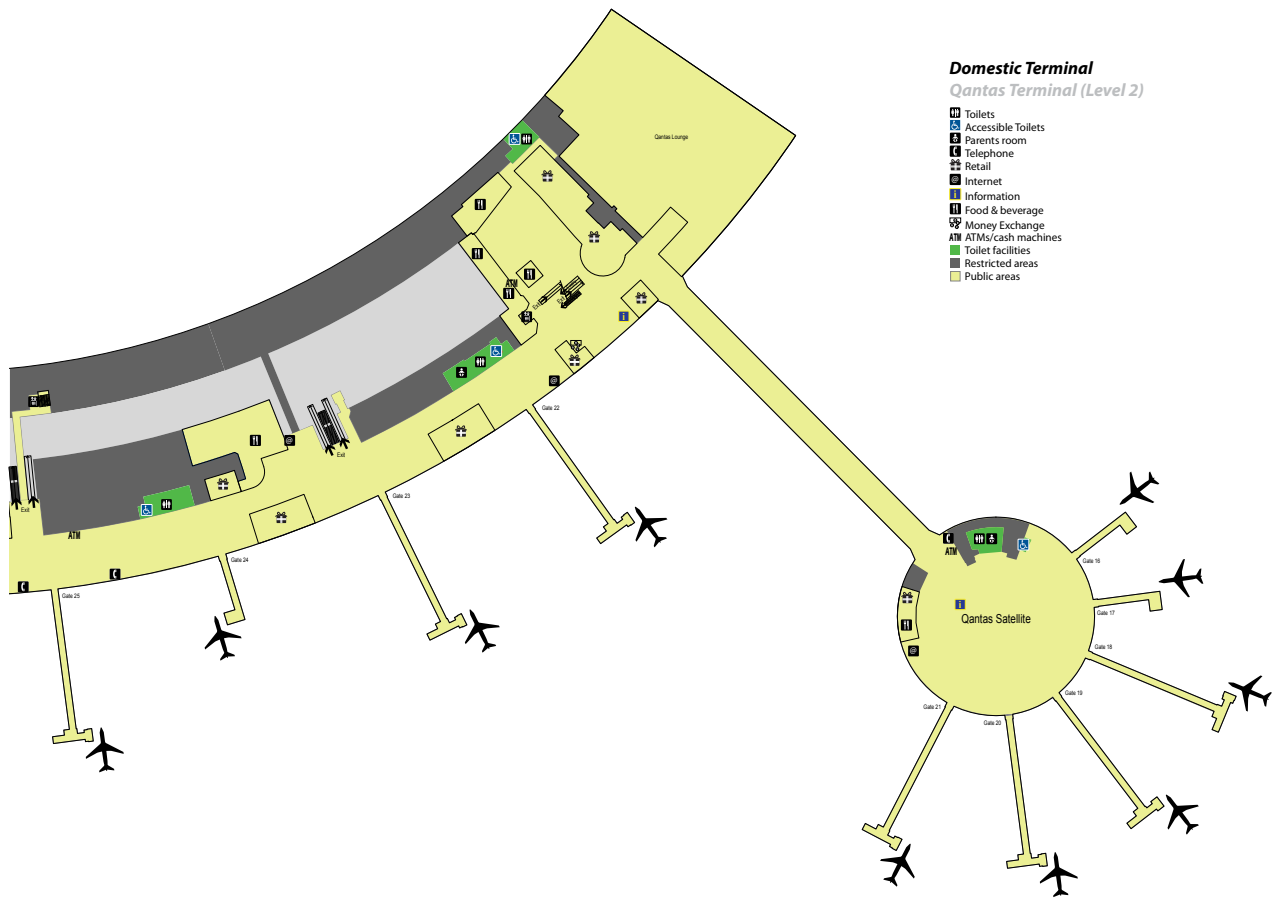 Domestic Terminal
Qantas Terminal (Level 2)
Toilets
Accessible Toilets
Parents room
Telephone
Retail
@ Internet
i Information
Food & beverage
Money Exchange
ATM ATMs/cash machines
Toilet facilities
Restricted areas
Public areas
Qantas Lounge
ATM
Exit
Exit
i
@
Gate 22
@
Exit
Gate 23
Exit
ATM
Gate 24
Gate 25
ATM
Gate 16
i
Qantas Satellite
Gate 17
@
Gate 18
Gate 19
Gate 21
Gate 20